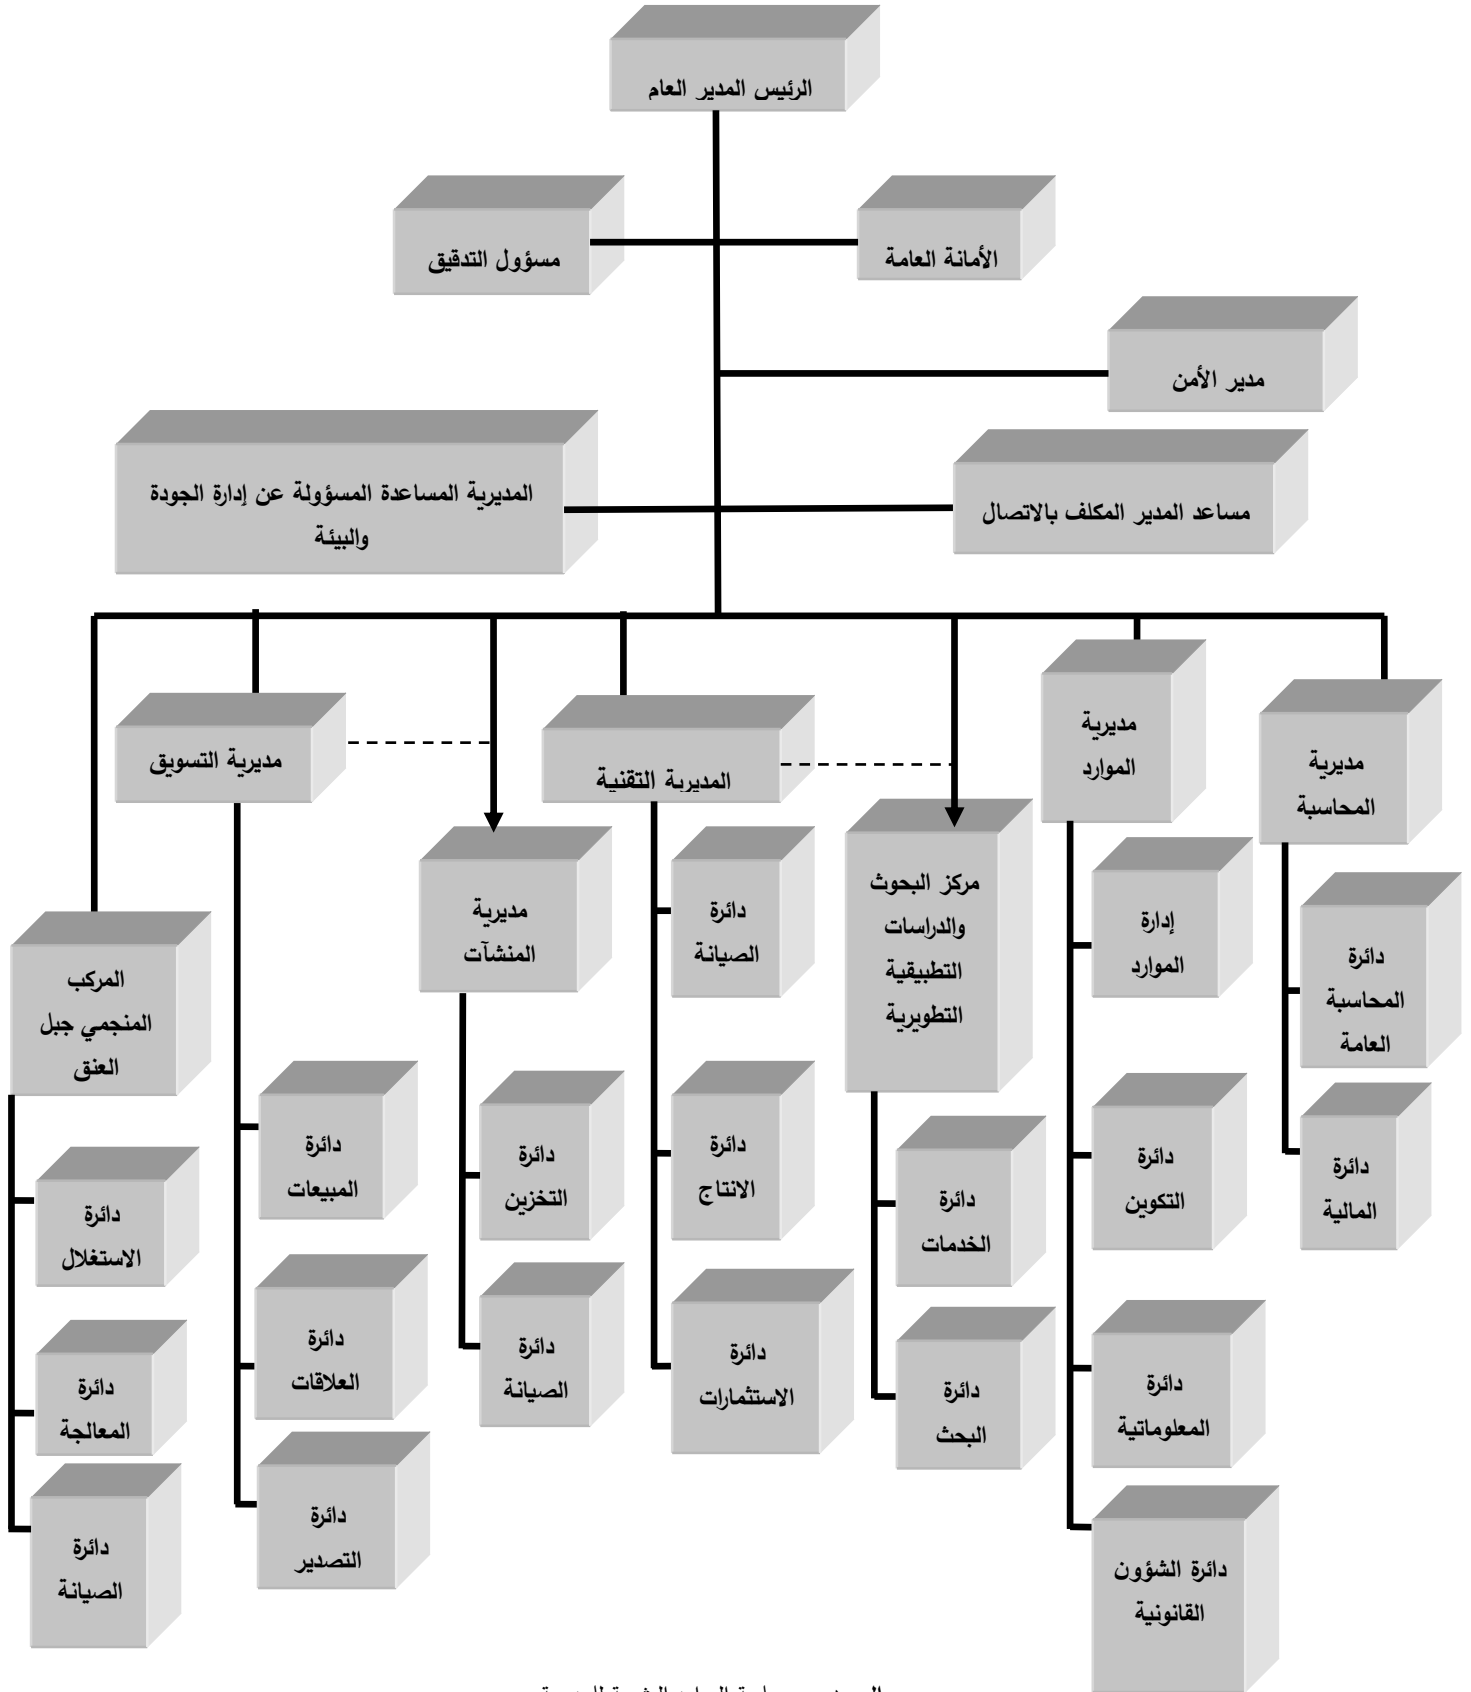 الرئيس المدير العام
الأمانة العامة
مسؤول التدقيق
مدير الأمن
مساعد المدير المكلف بالاتصال
المديرية المساعدة المسؤولة عن إدارة الجودة
والبيئة
مديرية
المحاسبة
دائرة
المحاسبة
العامة
دائرة
المالية
مديرية
الموارد
إدارة
الموارد
دائرة
التكوين
دائرة
المعلوماتية
دائرة الشؤون
القانونية
مركز البحوث
والدراسات
التطبيقية
التطويرية
دائرة
الخدمات
دائرة
البحث
المديرية التقنية
دائرة
الصيانة
دائرة
الانتاج
دائرة
الاستثمارات
مديرية
المنشآت
دائرة
التخزين
دائرة
الصيانة
مديرية التسويق
دائرة
المبيعات
دائرة
العلاقات
دائرة
التصدير
المركب
المنجمي جبل
العنق
دائرة
الاستغلال
دائرة
المعالجة
دائرة
الصيانة